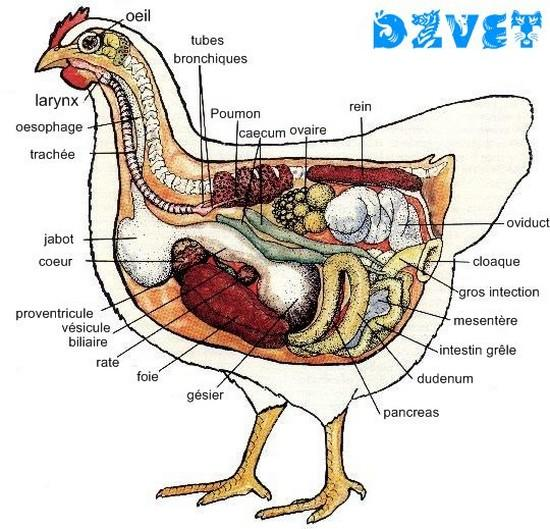 DZVET
oeil
tubes
bronchiques
larynx
oesophage
trachée
Poumon
caecum
ovaire
rein
oviduct
jabot
coeur
cloaque
gros intection
proventricule
vésicule
biliaire
rate
foie
gésier
mesentère
intestin grêle
dudenum
pancreas